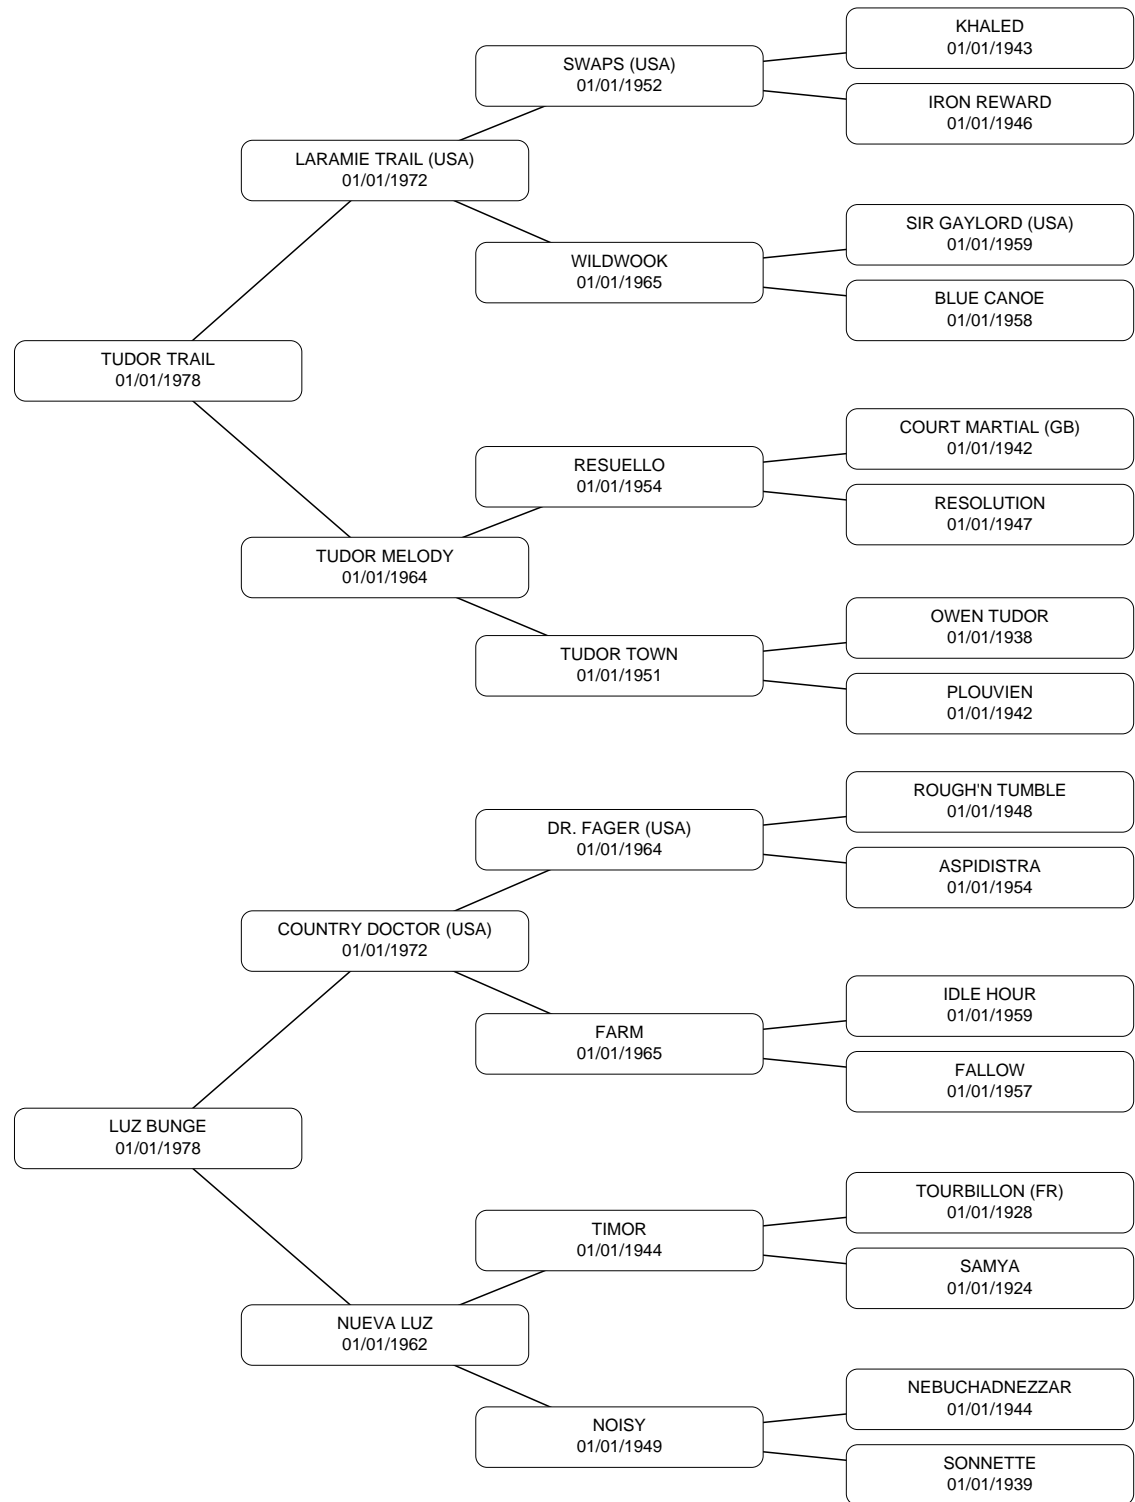 KHALED
01/01/1943
SWAPS (USA)
01/01/1952
IRON REWARD
01/01/1946
LARAMIE TRAIL (USA)
01/01/1972
SIR GAYLORD (USA)
01/01/1959
WILDWOOK
01/01/1965
BLUE CANOE
01/01/1958
TUDOR TRAIL
01/01/1978
COURT MARTIAL (GB)
01/01/1942
RESUELLO
01/01/1954
RESOLUTION
01/01/1947
TUDOR MELODY
01/01/1964
OWEN TUDOR
01/01/1938
TUDOR TOWN
01/01/1951
PLOUVIEN
01/01/1942
ROUGH'N TUMBLE
01/01/1948
DR. FAGER (USA)
01/01/1964
ASPIDISTRA
01/01/1954
COUNTRY DOCTOR (USA)
01/01/1972
IDLE HOUR
01/01/1959
FARM
01/01/1965
FALLOW
01/01/1957
LUZ BUNGE
01/01/1978
TOURBILLON (FR)
01/01/1928
TIMOR
01/01/1944
SAMYA
01/01/1924
NUEVA LUZ
01/01/1962
NEBUCHADNEZZAR
01/01/1944
NOISY
01/01/1949
SONNETTE
01/01/1939